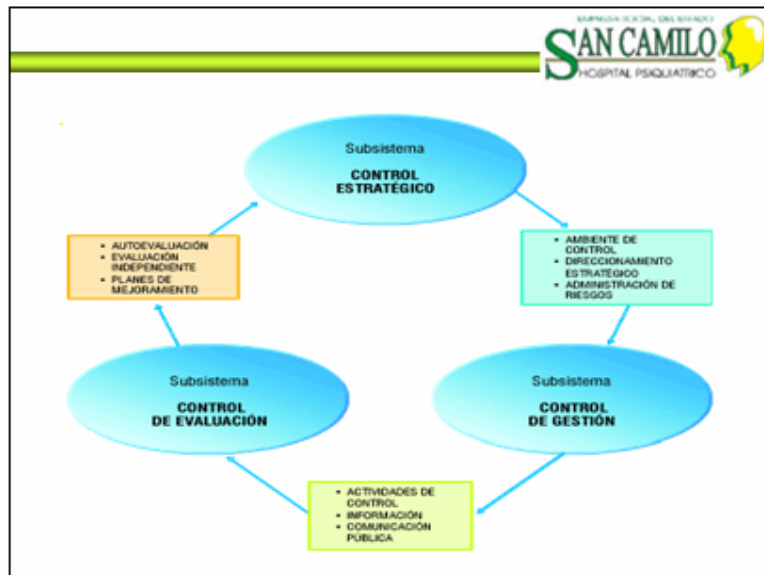 EMPRESA SOCIAL DEL ESTADO
SAN CAMILO
HOSPITAL PSIQUIATRICO
Subsistema
CONTROL
ESTRATÉGICO
• AUTOEVALUACIÓN
• EVALUACIÓN
INDEPENDIENTE
• PLANES DE
MEJORAMIENTO
• AMBIENTE DE
CONTROL
• DIRECCIONAMIENTO
ESTRATÉGICO
• ADMINISTRACIÓN DE
RIESGOS
Subsistema
CONTROL
DE EVALUACIÓN
Subsistema
CONTROL
DE GESTIÓN
• ACTIVIDADES DE
CONTROL
• INFORMACIÓN
• COMUNICACIÓN
PÚBLICA